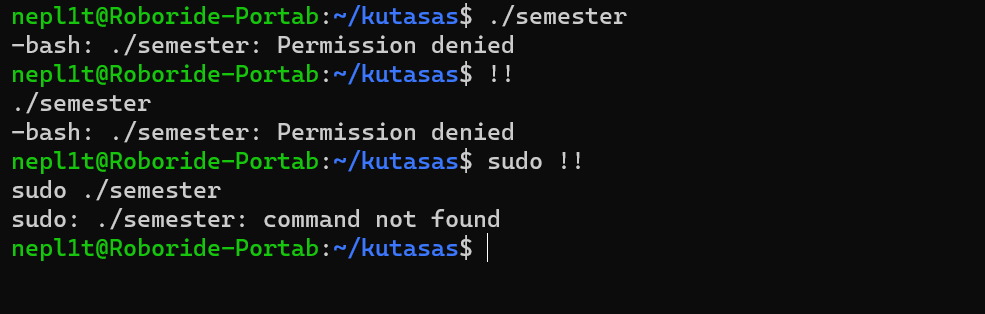 nepl1t@Roboride-Portab:~/kutasas$ ./semester
-bash: ./semester: Permission denied
nepl1t@Roboride-Portab:~/kutasas$ !!
./semester
-bash: ./semester: Permission denied
nepl1t@Roboride-Portab:~/kutasas$ sudo !!
sudo ./semester
sudo: ./semester: command not found
nepl1t@Roboride-Portab:~/kutasas$